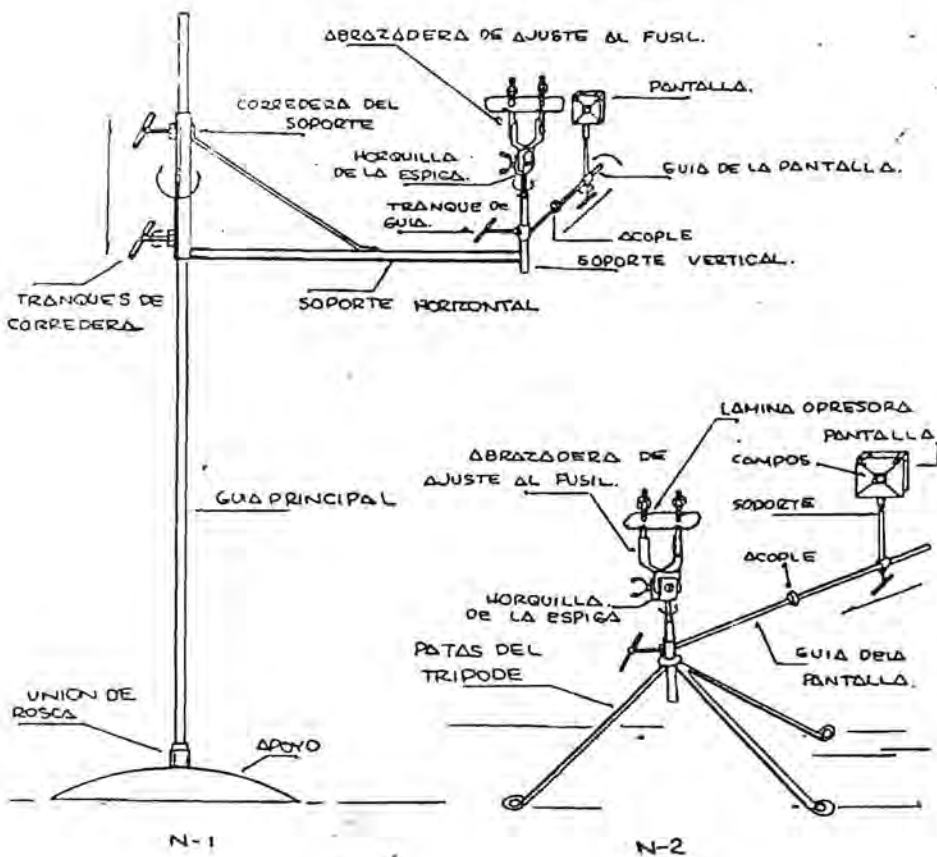 ABRAZADERA DE AJUSTE AL FUSIL.
PANTALLA.
CORREDERA DEL
SOPORTE
HORQUILLA
DE LA ESPIGA.
GUIA DE LA PANTALLA.
TRANQUE DE
GUIA.
ACOPLE
SOPORTE VERTICAL.
TRANQUES DE
CORREDERA
SOPORTE HORIZONTAL
GUIA PRINCIPAL
UNION DE
ROSCA
APOYO
N-1
LAMINA OPRESORA
PANTALLA
ABRAZADERA DE
AJUSTE AL FUSIL.
CAMPOS
SOPORTE
ACOPLE
HORQUILLA.
DE LA ESPIGA
PATAS DEL
TRIPODE
GUIA DE LA
PANTALLA.
N-2